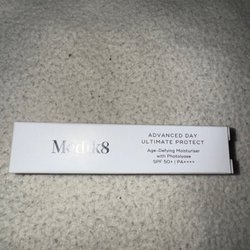 Medik8
ADVANCED DAY
ULTIMATE PROTECT
Age-Defying Moisturiser
with Photolyase
SPF 50+ | PA++++